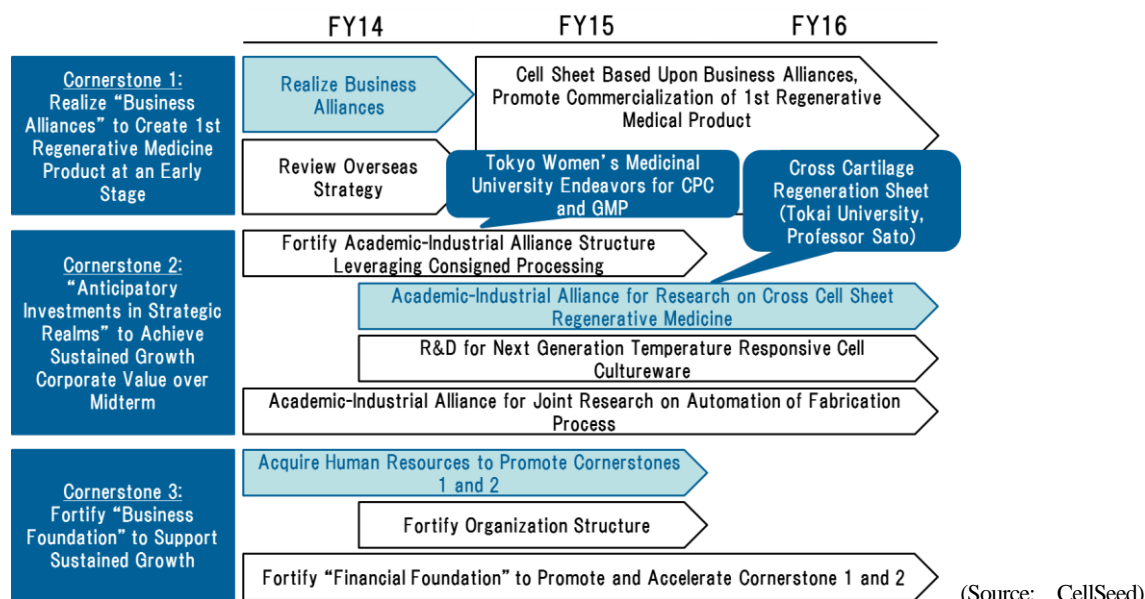 FY14
FY15
FY16
Cornerstone 1:
Realize “Business
Alliances” to Create 1st
Regenerative Medicine
Product at an Early
Stage
Realize Business
Alliances
Cell Sheet Based Upon Business Alliances,
Promote Commercialization of 1st Regenerative
Medical Product
Review Overseas
Strategy
Tokyo Women’s Medicinal
University Endeavors for CPC
and GMP
Cross Cartilage
Regeneration Sheet
(Tokai University,
Professor Sato)
Cornerstone 2:
“Anticipatory
Investments in Strategic
Realms” to Achieve
Sustained Growth
Corporate Value over
Midterm
Fortify Academic-Industrial Alliance Structure
Leveraging Consigned Processing
Academic-Industrial Alliance for Research on Cross Cell Sheet
Regenerative Medicine
R&D for Next Generation Temperature Responsive Cell
Cultureware
Academic-Industrial Alliance for Joint Research on Automation of Fabrication
Process
Cornerstone 3:
Fortify “Business
Foundation” to Support
Sustained Growth
Acquire Human Resources to Promote Cornerstones
1 and 2
Fortify Organization Structure
Fortify “Financial Foundation” to Promote and Accelerate Cornerstone 1 and 2
(Source: CellSeed)